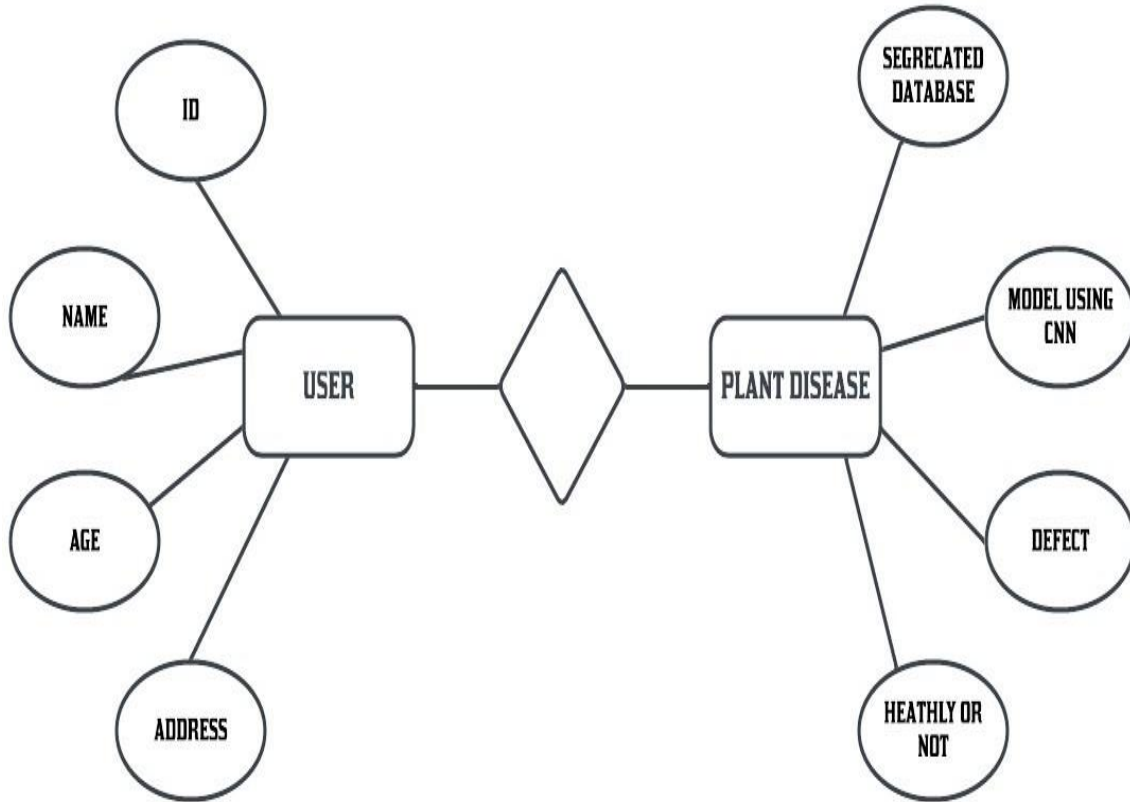 ID
NAME
AGE
ADDRESS
USER
PLANT DISEASE
SEGRECATED
DATABASE
MODEL USING
CNN
DEFECT
HEATHLY OR
NOT